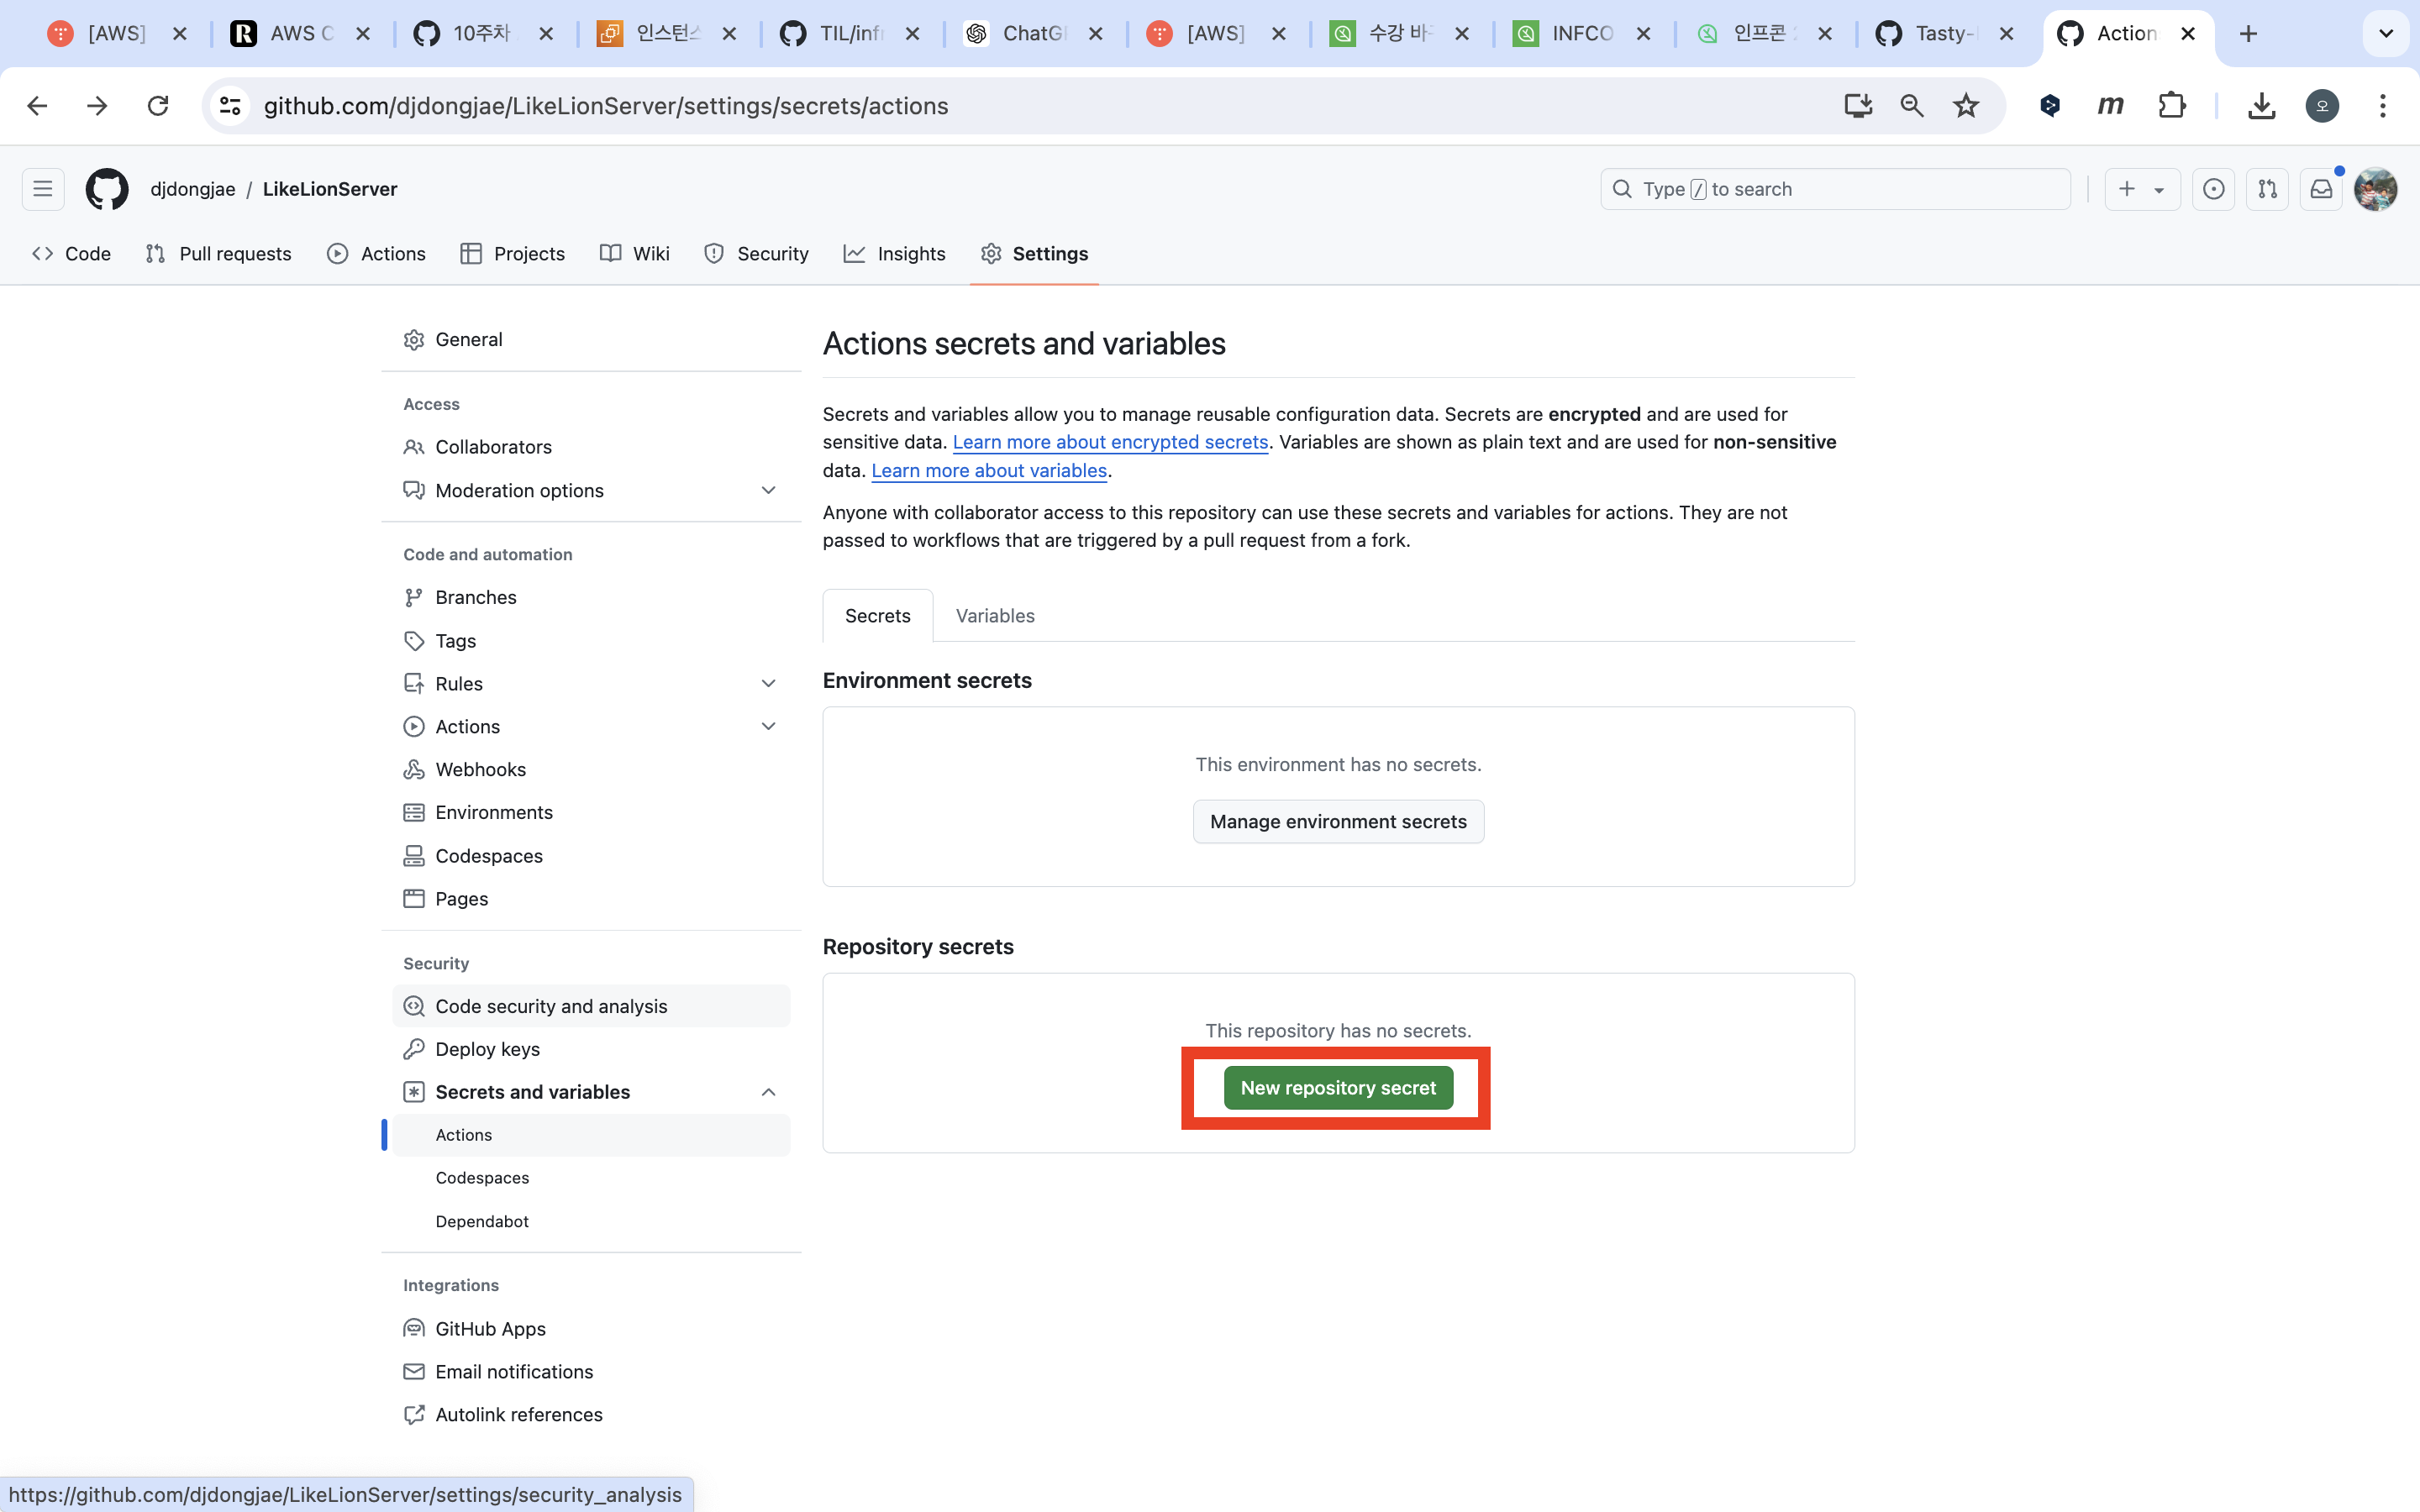 [AWS]
AWS C
10주차
인스턴스
TIL/infr
ChatG
[AWS]
수강 바
INFCO
인프콘
Tasty-
Action
github.com/djdongjae/LikeLionServer/settings/secrets/actions
djdongjae / LikeLionServer
Type / to search
Code
Pull requests
Actions
Projects
Wiki
Security
Insights
Settings
General
Access
Collaborators
Moderation options
Code and automation
Branches
Tags
Rules
Actions
Webhooks
Environments
Codespaces
Pages
Security
Code security and analysis
Deploy keys
Secrets and variables
Actions
Codespaces
Dependabot
Integrations
GitHub Apps
Email notifications
Autolink references
Actions secrets and variables
Secrets and variables allow you to manage reusable configuration data. Secrets are encrypted and are used for
sensitive data. Learn more about encrypted secrets. Variables are shown as plain text and are used for non-sensitive
data. Learn more about variables.
Anyone with collaborator access to this repository can use these secrets and variables for actions. They are not
passed to workflows that are triggered by a pull request from a fork.
Secrets
Variables
Environment secrets
This environment has no secrets.
Manage environment secrets
Repository secrets
This repository has no secrets.
New repository secret
https://github.com/djdongjae/LikeLionServer/settings/security_analysis